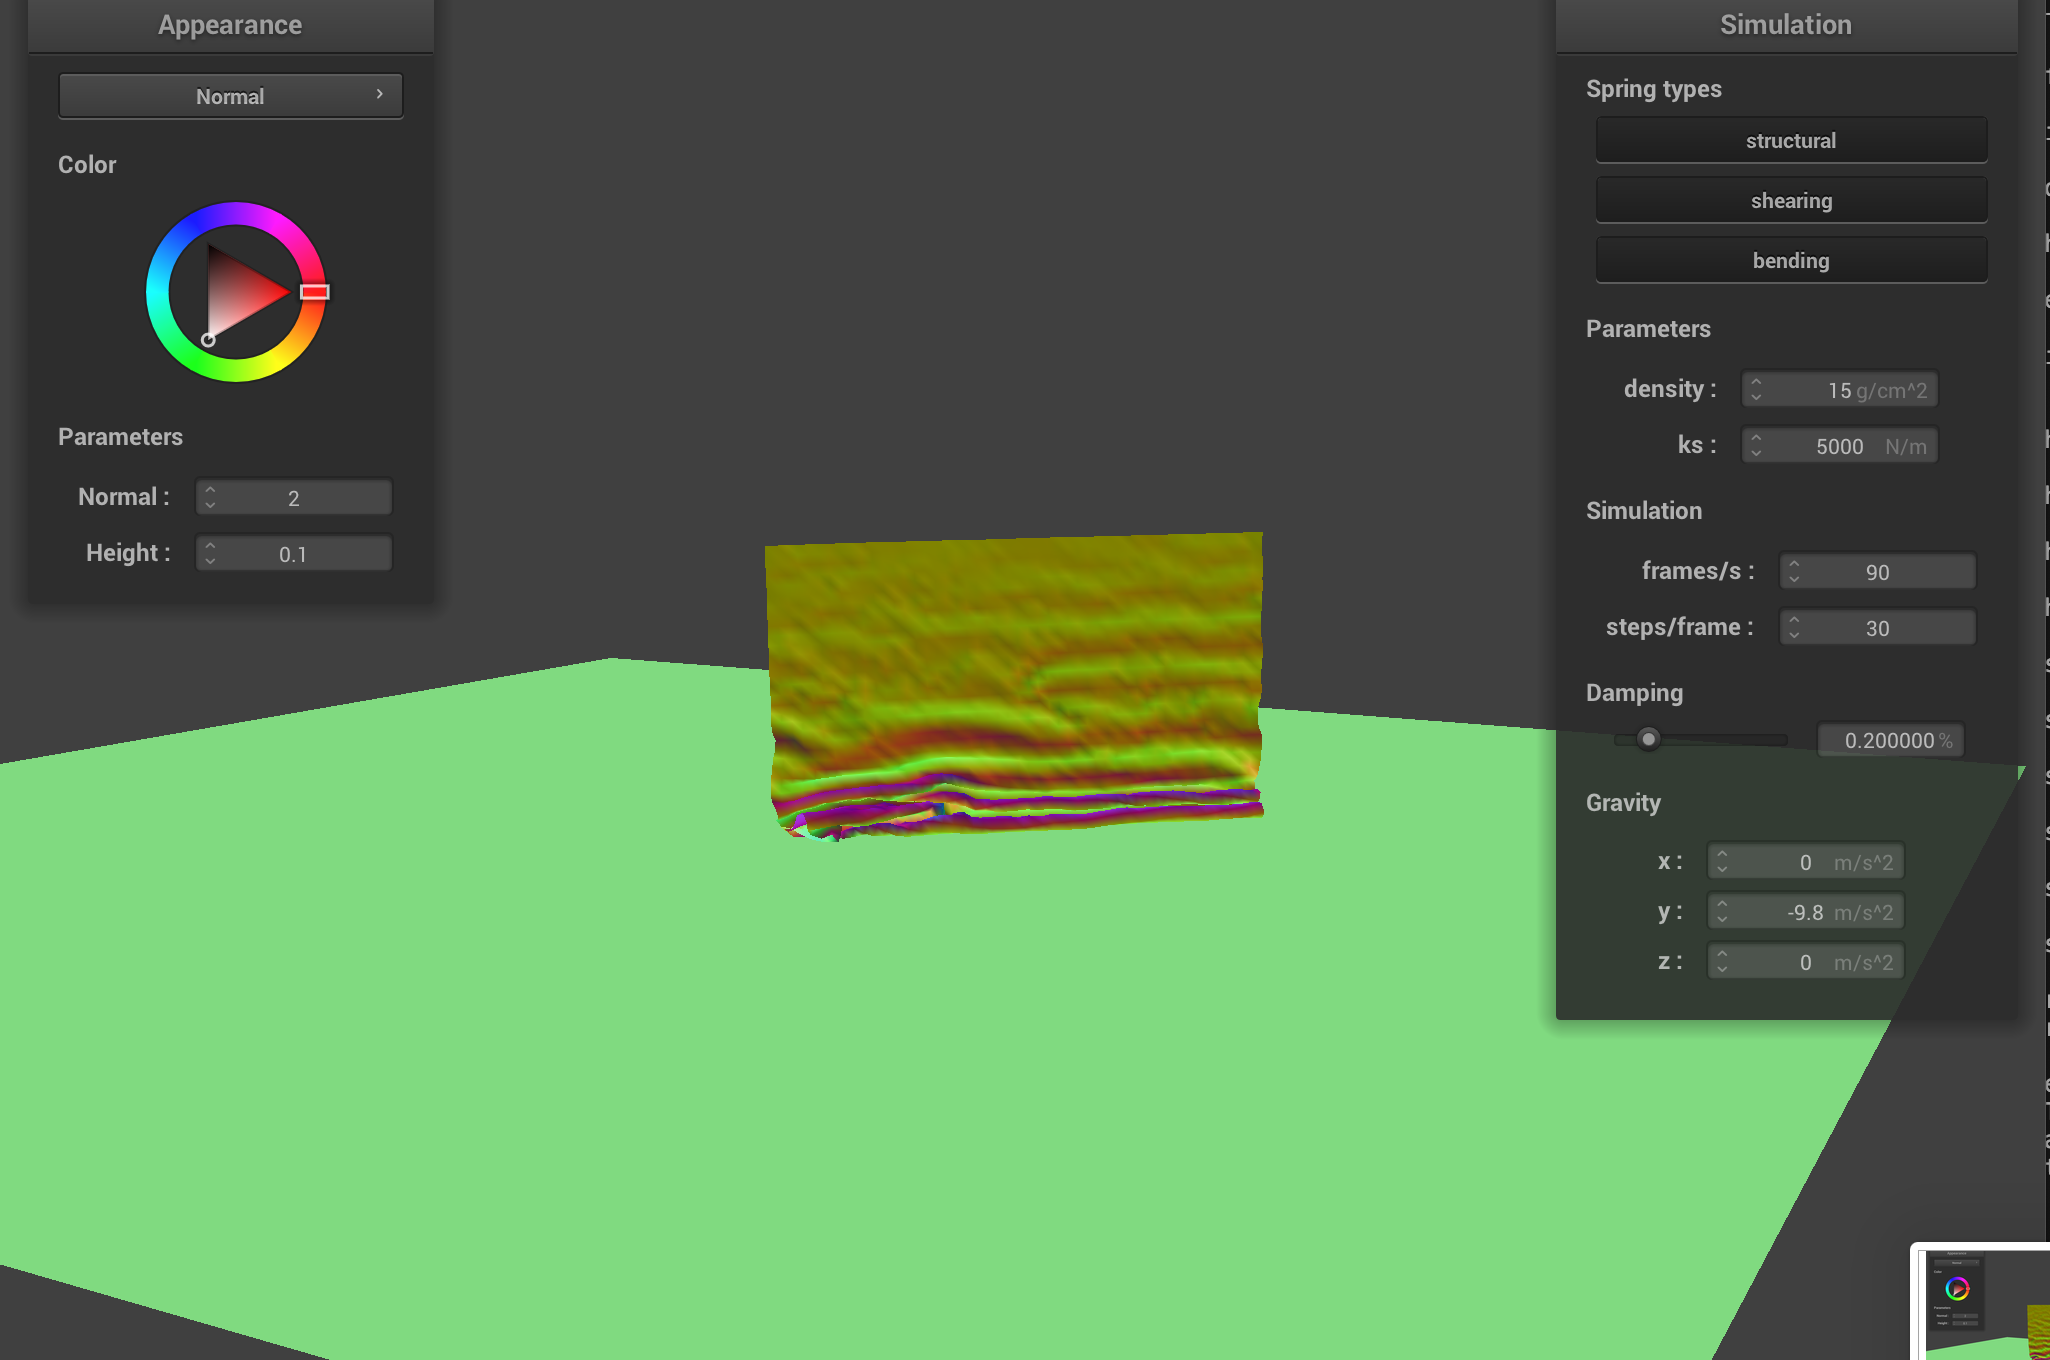 Appearance
Normal
Color
Parameters
Normal : 2
Height : 0.1
Simulation
Spring types
structural
shearing
bending
Parameters
density : 15 g/cm^2
ks : 5000 N/m
Simulation
frames/s : 90
steps/frame : 30
Damping
0.200000 %
Gravity
x : 0 m/s^2
y : -9.8 m/s^2
z : 0 m/s^2